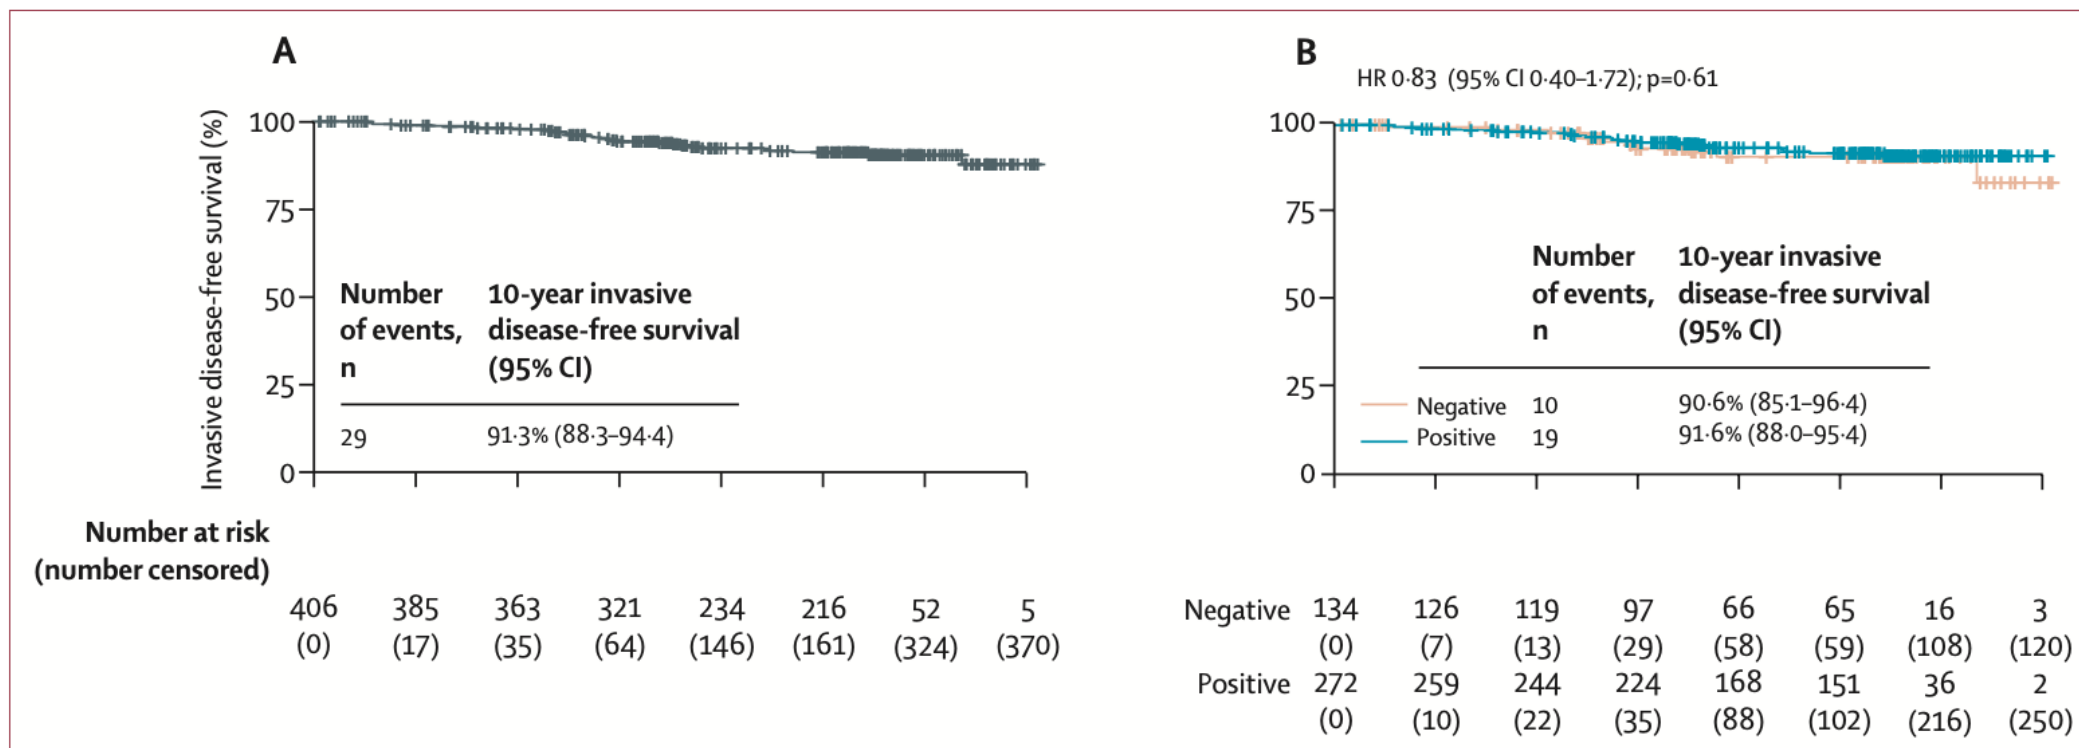 A
Invasive disease-free survival (%)
100
75
50
25
0
Number of events, n
10-year invasive disease-free survival (95% CI)
29
91·3% (88·3–94·4)
Number at risk
(number censored)
406 385 363 321 234 216 52 5
(0) (17) (35) (64) (146) (161) (324) (370)
B
HR 0·83 (95% CI 0·40–1·72); p=0·61
100
75
50
25
0
Number of events, n
10-year invasive disease-free survival (95% CI)
Negative 10 90·6% (85·1–96·4)
Positive 19 91·6% (88·0–95·4)
Negative 134 126 119 97 66 65 16 3
(0) (7) (13) (29) (58) (59) (108) (120)
Positive 272 259 244 224 168 151 36 2
(0) (10) (22) (35) (88) (102) (216) (250)